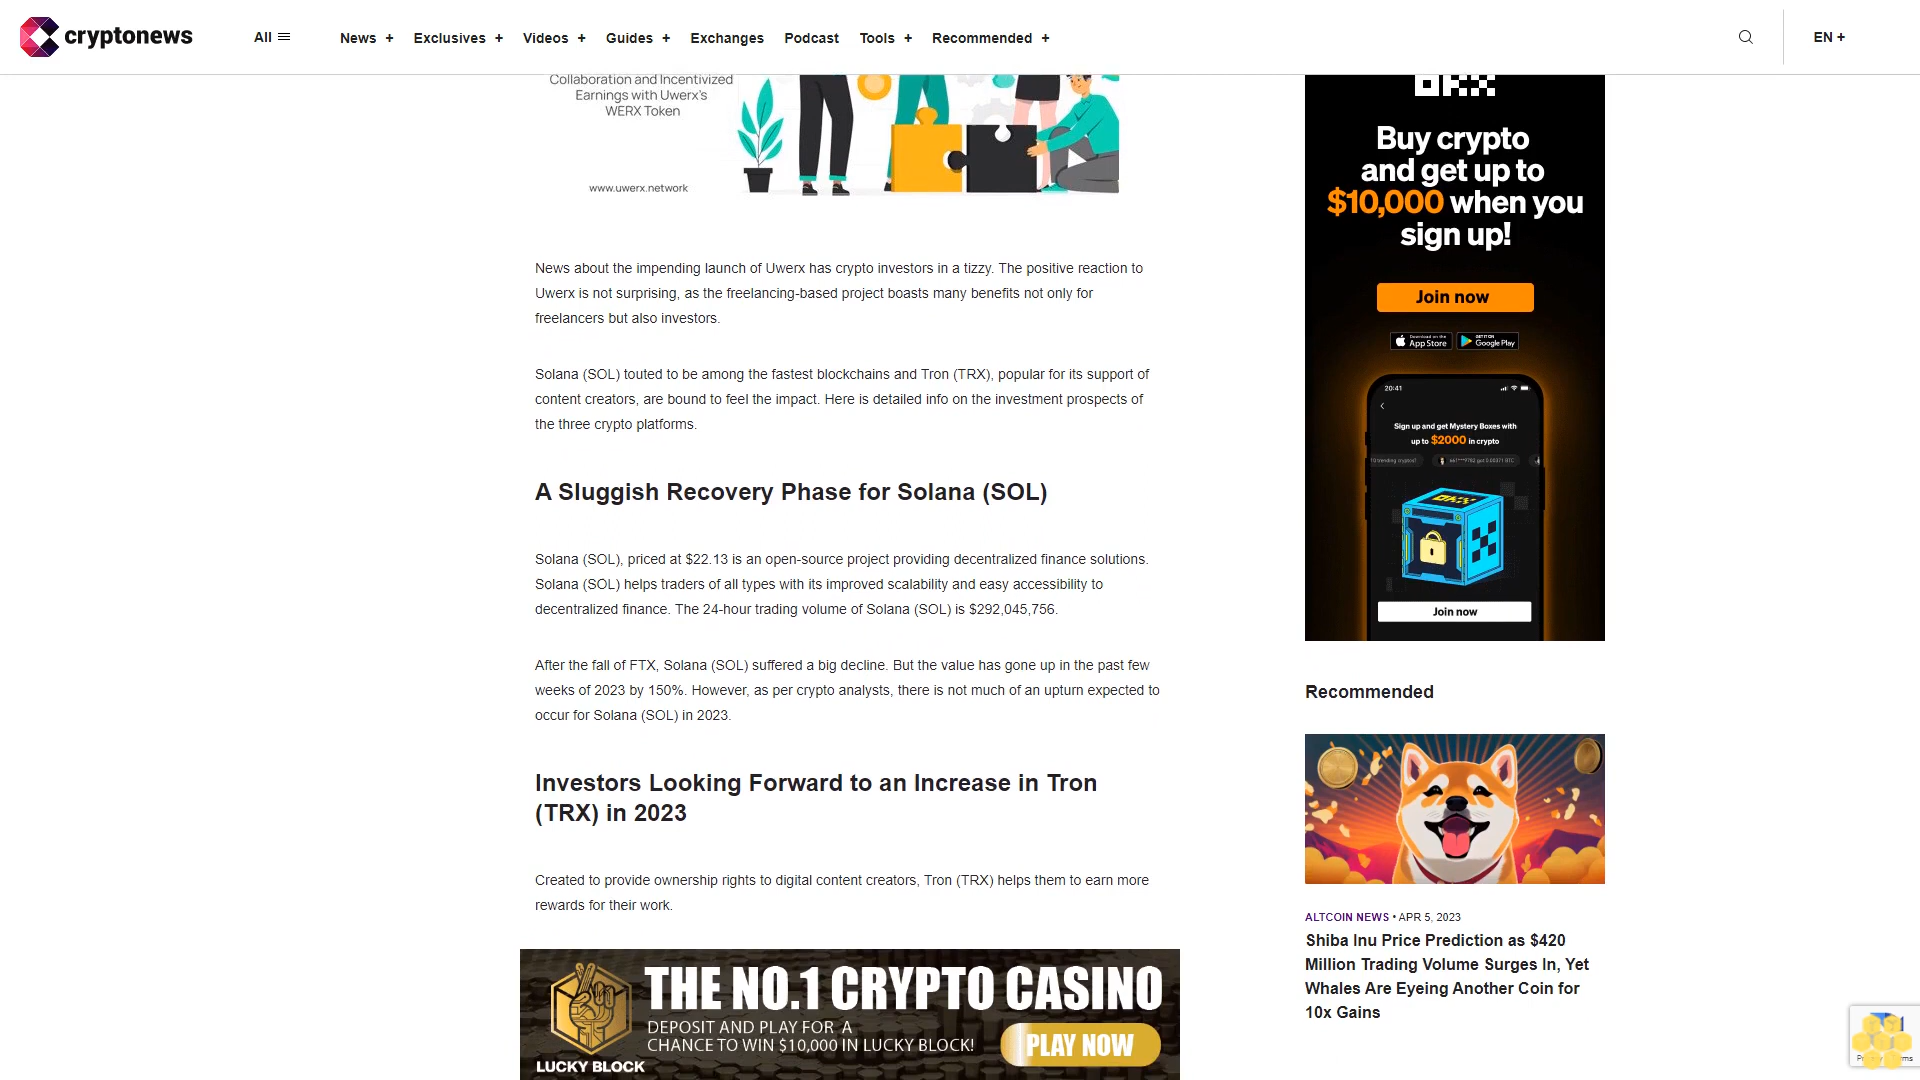 cryptonews
All
News +
Exclusives +
Videos +
Guides +
Exchanges
Podcast
Tools +
Recommended +
EN +
Collaboration and Incentivized
Earnings with Uwerx's
WERX Token
www.uwerx.network
News about the impending launch of Uwerx has crypto investors in a tizzy. The positive reaction to
Uwerx is not surprising, as the freelancing-based project boasts many benefits not only for
freelancers but also investors.
Solana (SOL) touted to be among the fastest blockchains and Tron (TRX), popular for its support of
content creators, are bound to feel the impact. Here is detailed info on the investment prospects of
the three crypto platforms.
A Sluggish Recovery Phase for Solana (SOL)
Solana (SOL), priced at $22.13 is an open-source project providing decentralized finance solutions.
Solana (SOL) helps traders of all types with its improved scalability and easy accessibility to
decentralized finance. The 24-hour trading volume of Solana (SOL) is $292,045,756.
After the fall of FTX, Solana (SOL) suffered a big decline. But the value has gone up in the past few
weeks of 2023 by 150%. However, as per crypto analysts, there is not much of an upturn expected to
occur for Solana (SOL) in 2023.
Investors Looking Forward to an Increase in Tron
(TRX) in 2023
Created to provide ownership rights to digital content creators, Tron (TRX) helps them to earn more
rewards for their work.
THE NO.1 CRYPTO CASINO
DEPOSIT AND PLAY FOR A
CHANCE TO WIN $10,000 IN LUCKY BLOCK!
PLAY NOW
LUCKY BLOCK
Buy crypto
and get up to
$10,000 when you
sign up!
Join now
Download on the
App Store
GET IT ON
Google Play
20:41
Sign up and get Mystery Boxes with
up to $2000 in crypto
Join now
Recommended
ALTCOIN NEWS • APR 5, 2023
Shiba Inu Price Prediction as $420
Million Trading Volume Surges In, Yet
Whales Are Eyeing Another Coin for
10x Gains